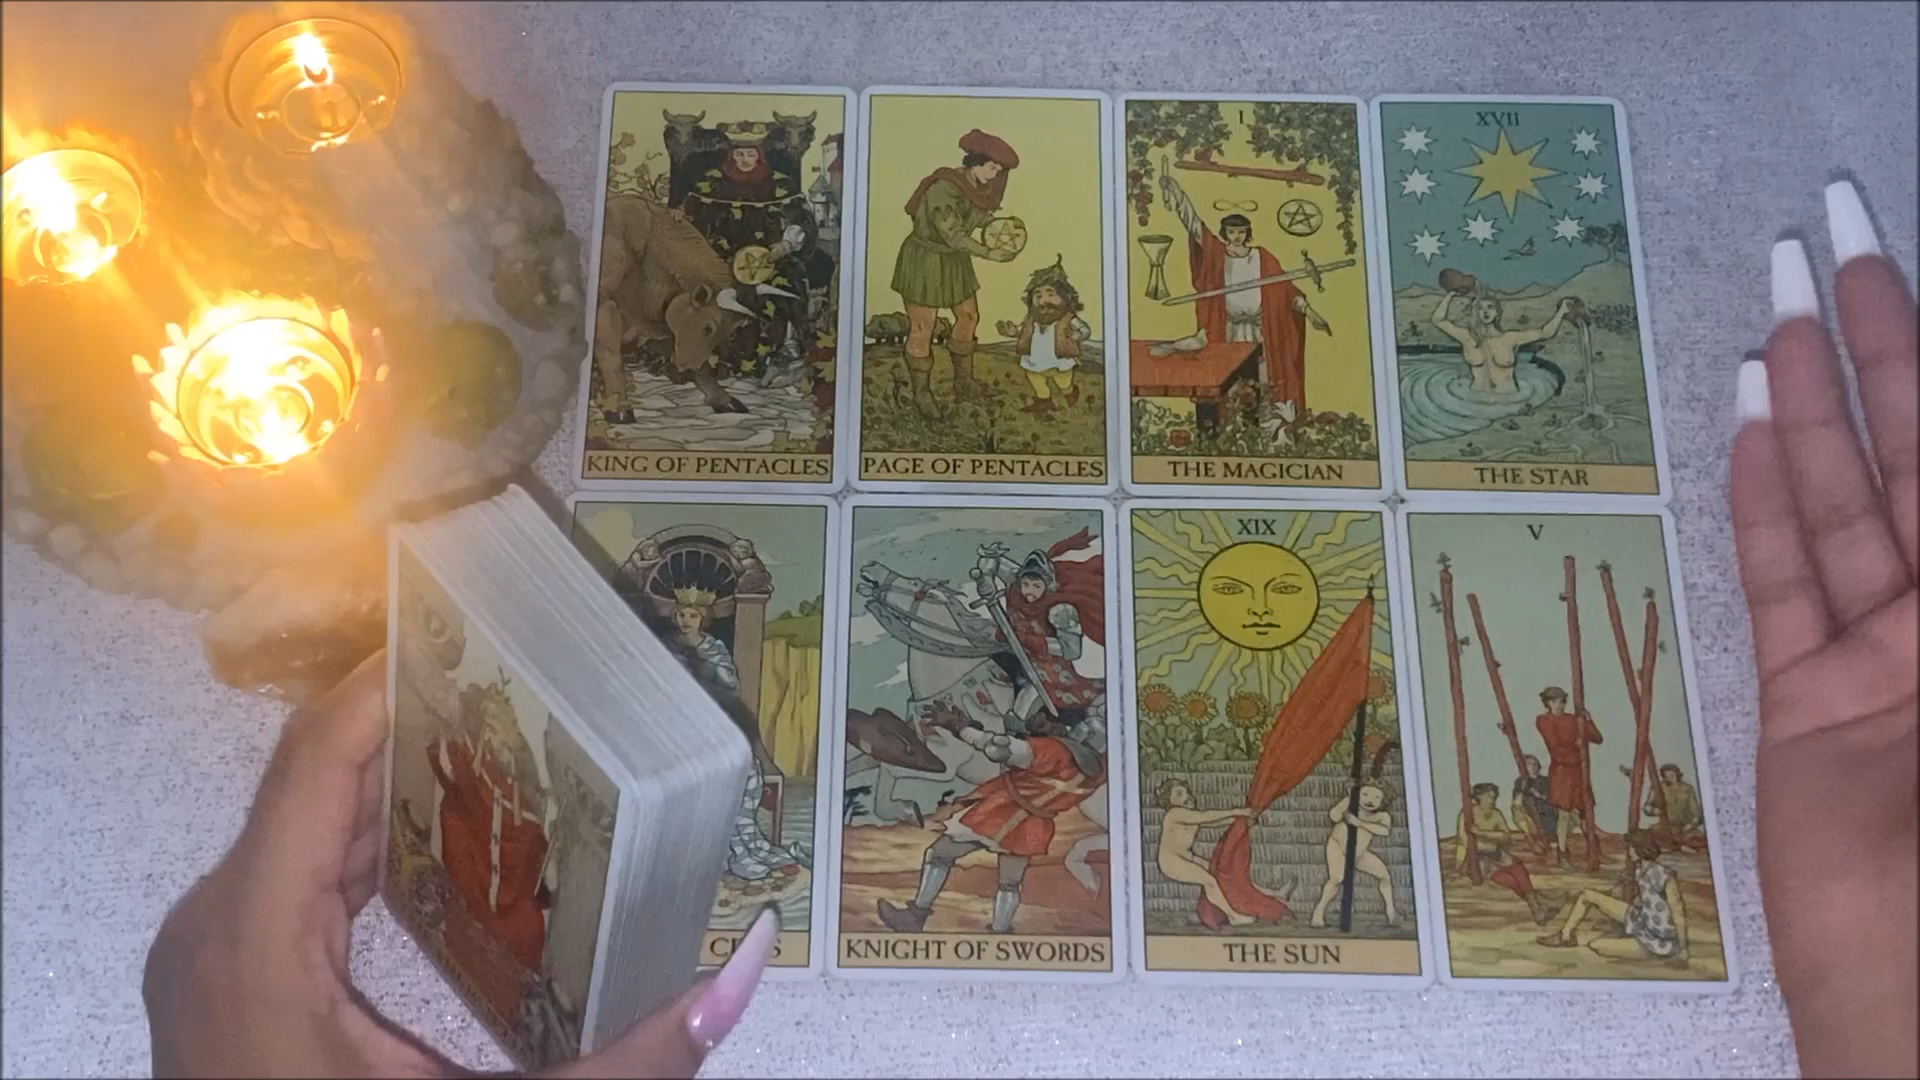 KING OF PENTACLES
PAGE OF PENTACLES
I
THE MAGICIAN
XVII
THE STAR
KNIGHT OF SWORDS
XIX
THE SUN
V